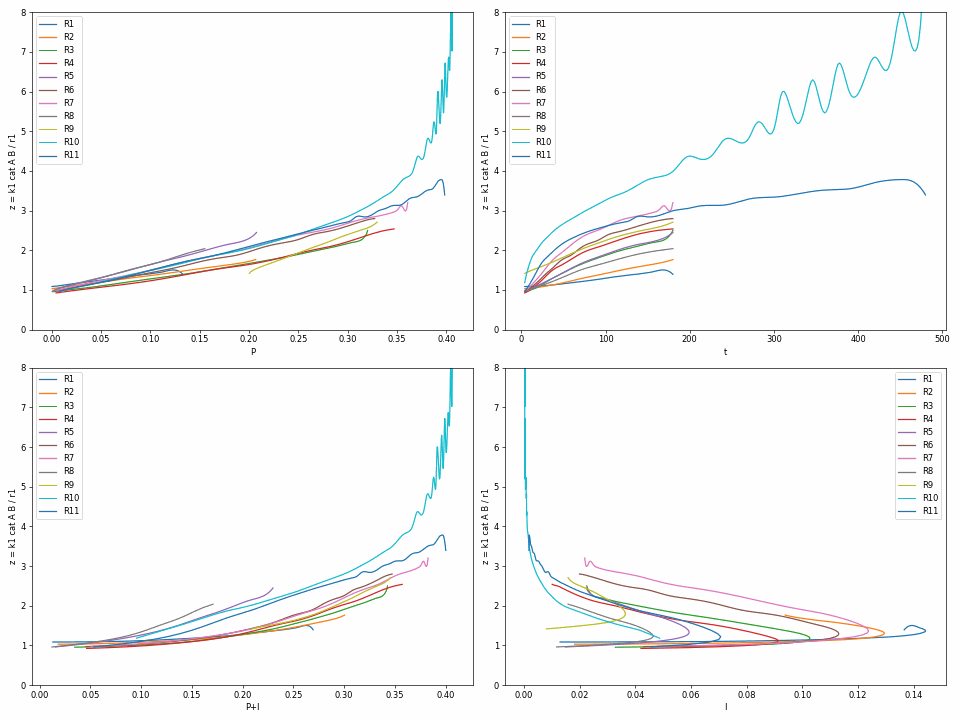 8
7
6
5
4
3
2
1
0
z = k1 cat A B / r1
R1
R2
R3
R4
R5
R6
R7
R8
R9
R10
R11
0.00
0.05
0.10
0.15
0.20
0.25
0.30
0.35
0.40
P
8
7
6
5
4
3
2
1
0
z = k1 cat A B / r1
R1
R2
R3
R4
R5
R6
R7
R8
R9
R10
R11
0
100
200
300
400
500
t
8
7
6
5
4
3
2
1
0
z = k1 cat A B / r1
R1
R2
R3
R4
R5
R6
R7
R8
R9
R10
R11
0.00
0.05
0.10
0.15
0.20
0.25
0.30
0.35
0.40
P+I
8
7
6
5
4
3
2
1
0
z = k1 cat A B / r1
R1
R2
R3
R4
R5
R6
R7
R8
R9
R10
R11
0.00
0.02
0.04
0.06
0.08
0.10
0.12
0.14
I